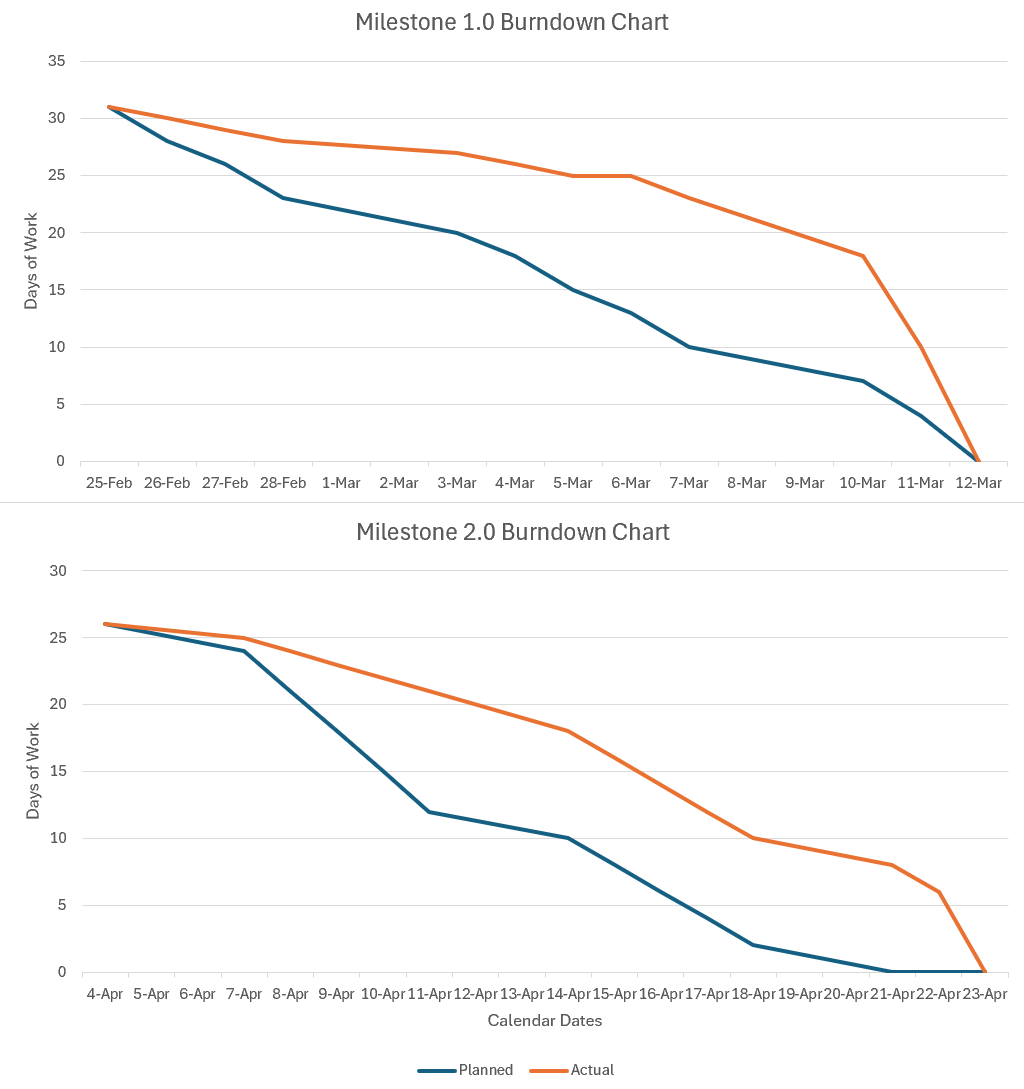 Milestone 1.0 Burndown Chart
35
30
25
20
15
10
5
0
Days of Work
25-Feb 26-Feb 27-Feb 28-Feb 1-Mar 2-Mar 3-Mar 4-Mar 5-Mar 6-Mar 7-Mar 8-Mar 9-Mar 10-Mar 11-Mar 12-Mar
Milestone 2.0 Burndown Chart
30
25
20
15
10
5
0
Days of Work
4-Apr 5-Apr 6-Apr 7-Apr 8-Apr 9-Apr 10-Apr 11-Apr 12-Apr 13-Apr 14-Apr 15-Apr 16-Apr 17-Apr 18-Apr 19-Apr 20-Apr 21-Apr 22-Apr 23-Apr
Calendar Dates
Planned Actual